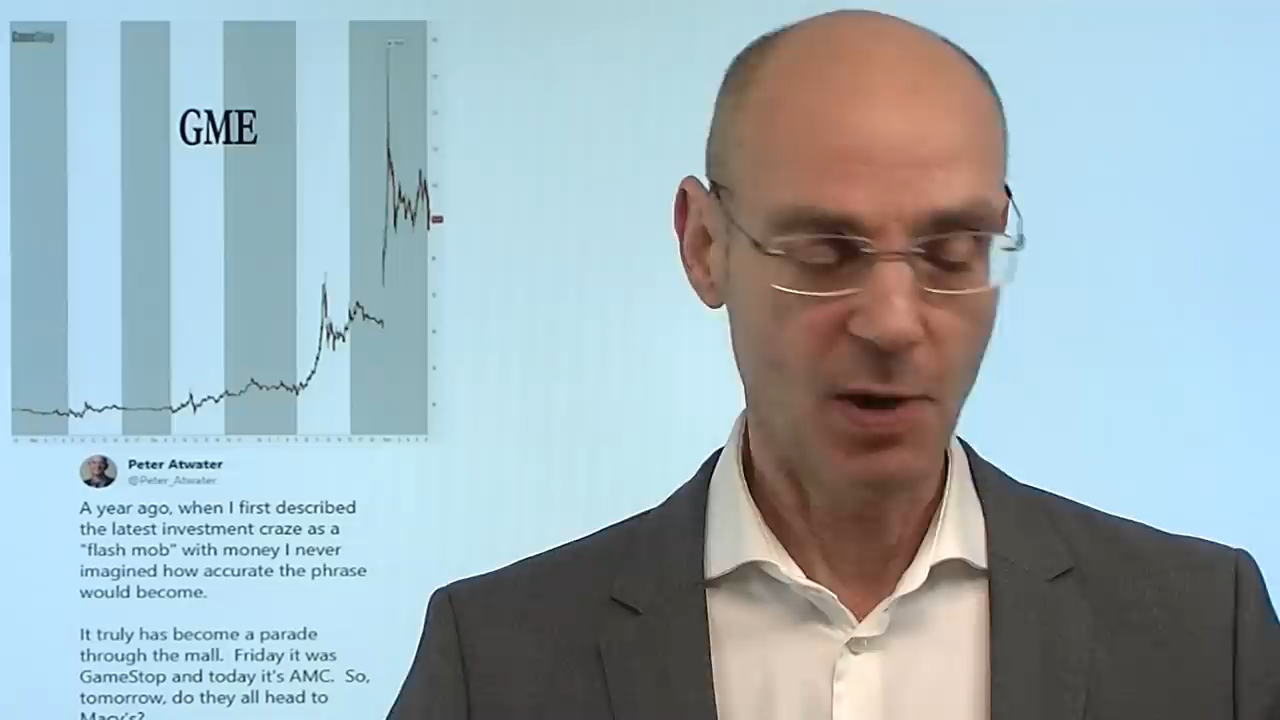 GameStop
GME
Peter Atwater
@Peter_Atwater
A year ago, when I first described
the latest investment craze as a
"flash mob" with money I never
imagined how accurate the phrase
would become.
It truly has become a parade
through the mall. Friday it was
GameStop and today it's AMC. So,
tomorrow, do they all head to
Macy's?